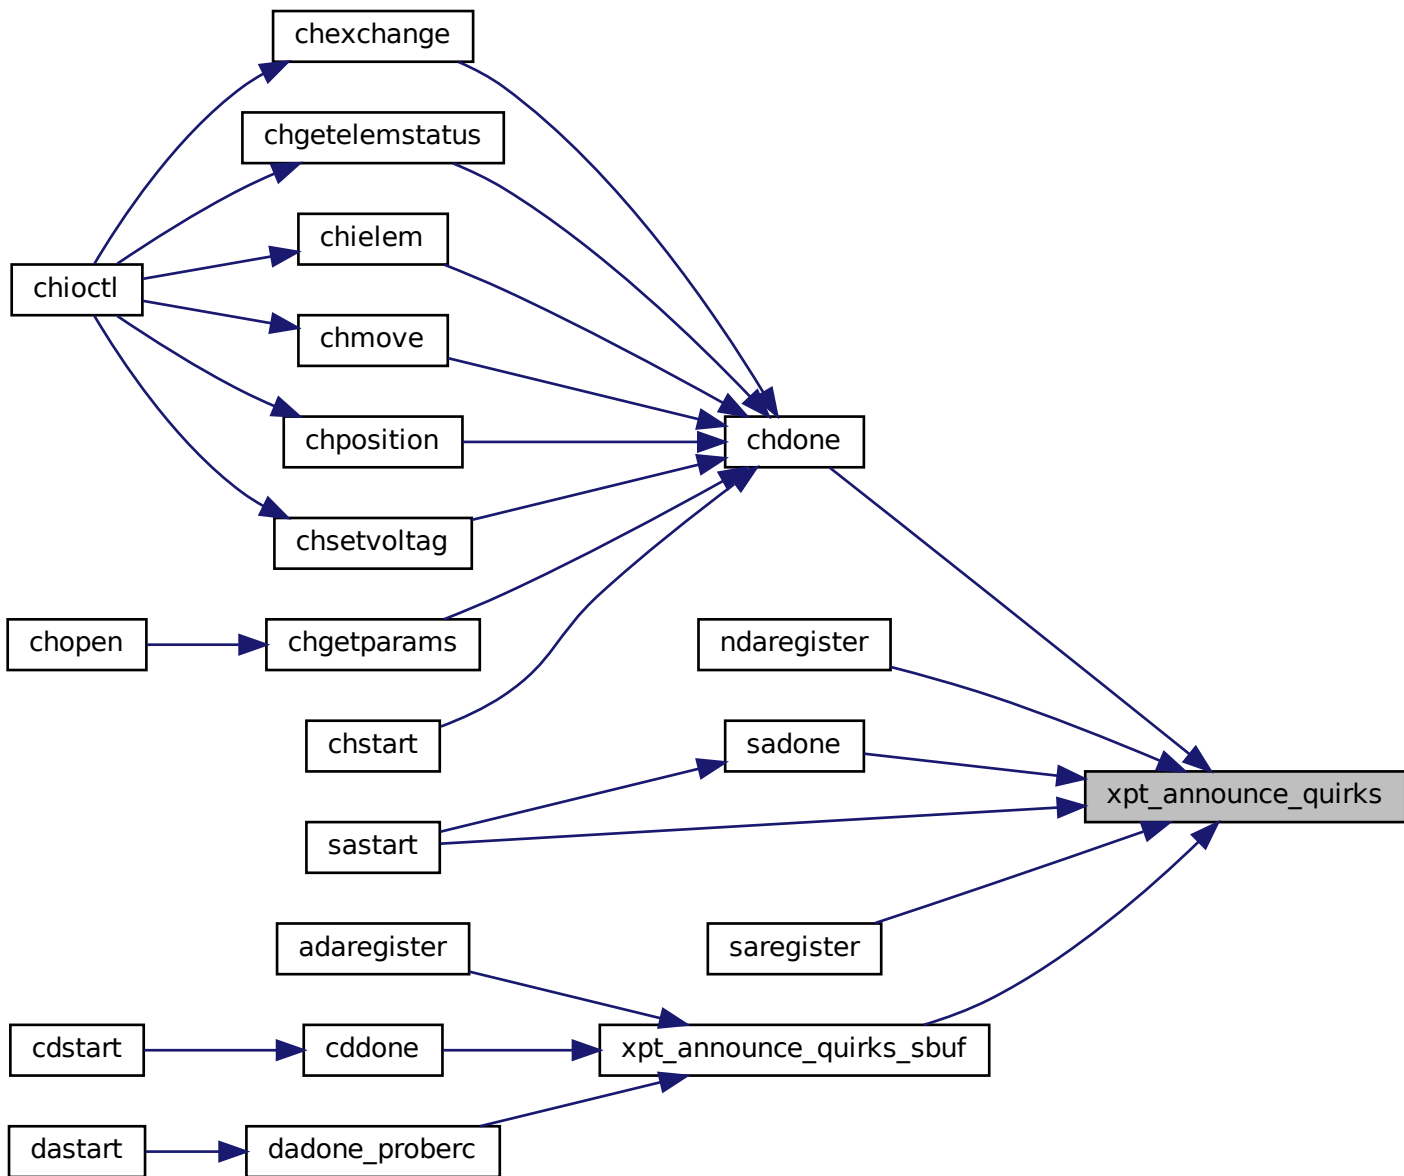 chexchange
chgetelemstatus
chielem
chioctl
chmove
chposition
chdone
chsetvoltag
chopen
chgetparams
ndaregister
chstart
sadone
xpt_announce_quirks
sastart
adaregister
saregister
cdstart
cddone
xpt_announce_quirks_sbuf
dastart
dadone_proberc